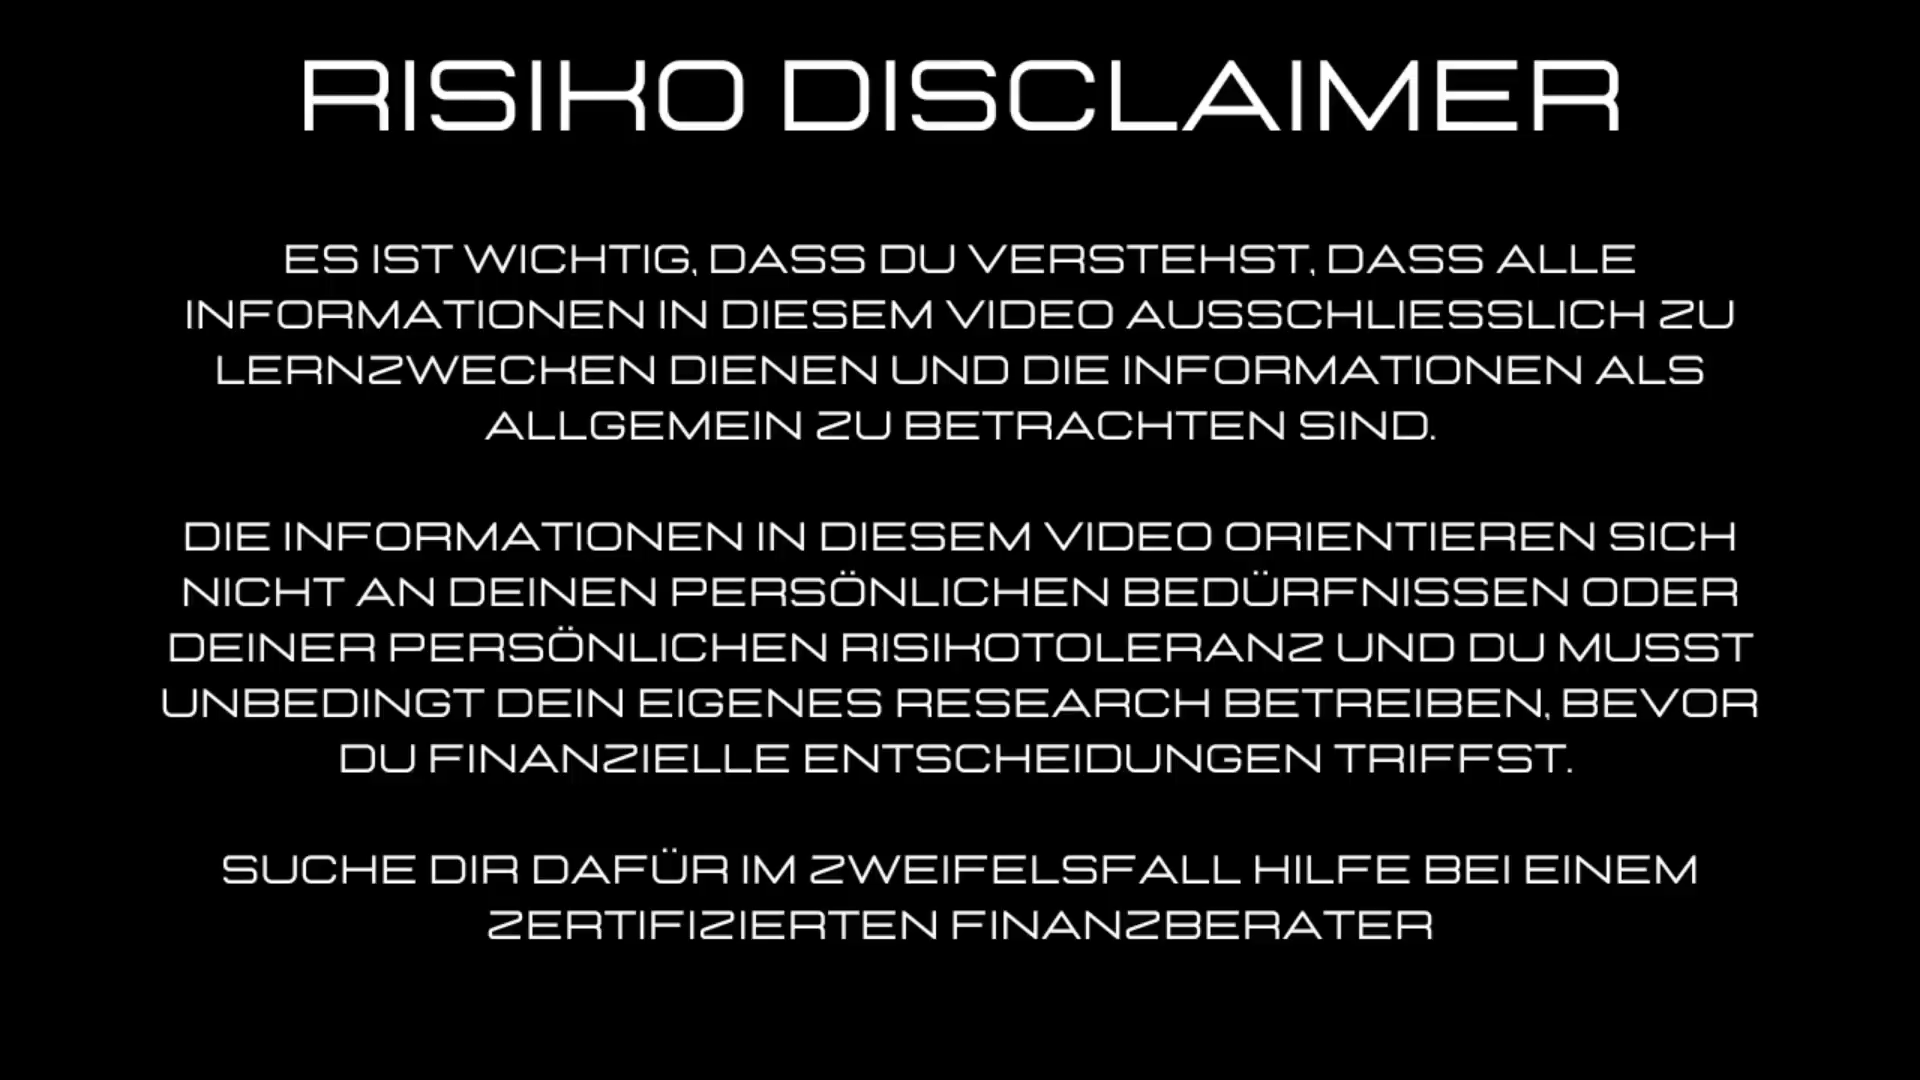 RISIKO DISCLAIMER
ES IST WICHTIG, DASS DU VERSTEHST, DASS ALLE
INFORMATIONEN IN DIESEM VIDEO AUSSCHLIESSLICH ZU
LERNZWECKEN DIENEN UND DIE INFORMATIONEN ALS
ALLGEMEIN ZU BETRACHTEN SIND.
DIE INFORMATIONEN IN DIESEM VIDEO ORIENTIEREN SICH
NICHT AN DEINEN PERSÖNLICHEN BEDÜRFNISSEN ODER
DEINER PERSÖNLICHEN RISIKOTOLERANZ UND DU MUSST
UNBEDINGT DEIN EIGENES RESEARCH BETREIBEN, BEVOR
DU FINANZIELLE ENTSCHEIDUNGEN TRIFFST.
SUCHE DIR DAFÜR IM ZWEIFELSFALL HILFE BEI EINEM
ZERTIFIZIERTEN FINANZBERATER